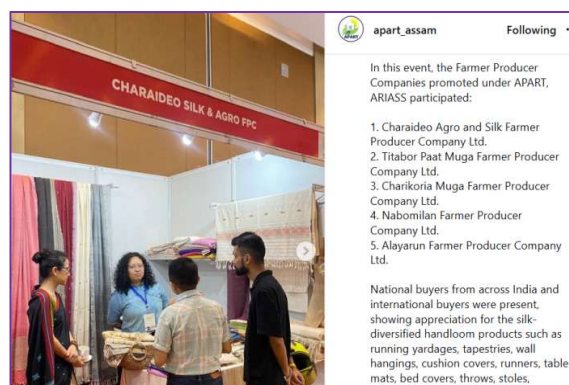 CHARAIDEO SILK & AGRO FPC
apart_assam
Following
In this event, the Farmer Producer
Companies promoted under APART,
ARIASS participated:
1. Charaideo Agro and Silk Farmer
Producer Company Ltd.
2. Titabor Paat Muga Farmer Producer
Company Ltd.
3. Charikoria Muga Farmer Producer
Company Ltd.
4. Nabomilan Farmer Producer
Company Ltd.
5. Alayarun Farmer Producer Company
Ltd.
National buyers from across India and
international buyers were present,
showing appreciation for the silk-
diversified handloom products such as
running yardages, tapestries, wall
hangings, cushion covers, runners, table
mats, bed covers, throws, stoles,